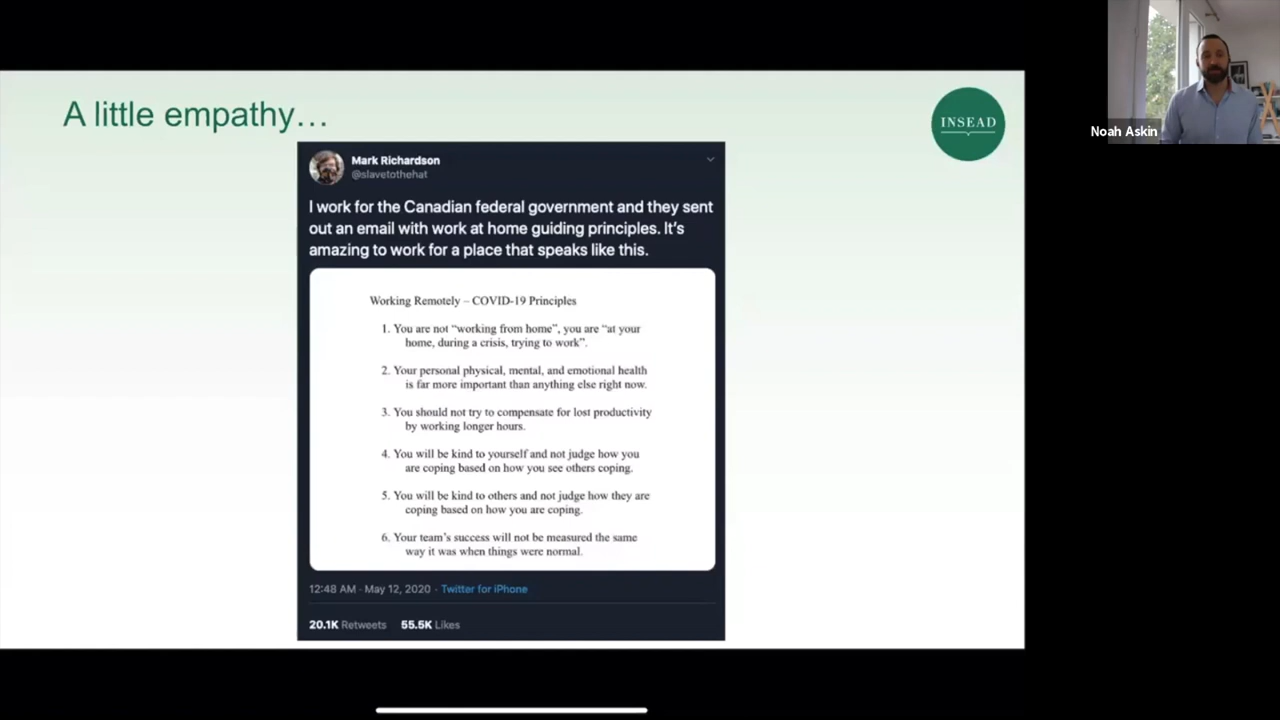 A little empathy…
INSEAD
Noah Askin
Mark Richardson
@slavetothehat
I work for the Canadian federal government and they sent
out an email with work at home guiding principles. It's
amazing to work for a place that speaks like this.
Working Remotely – COVID-19 Principles
1. You are not "working from home", you are "at your
home, during a crisis, trying to work".
2. Your personal physical, mental, and emotional health
is far more important than anything else right now.
3. You should not try to compensate for lost productivity
by working longer hours.
4. You will be kind to yourself and not judge how you
are coping based on how you see others coping.
5. You will be kind to others and not judge how they are
coping based on how you are coping.
6. Your team's success will not be measured the same
way it was when things were normal.
12:48 AM · May 12, 2020 · Twitter for iPhone
20.1K Retweets 55.5K Likes